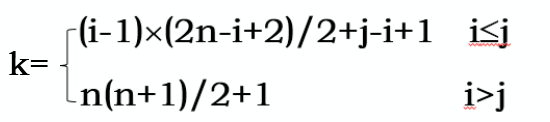 k=
(i-1)×(2n-i+2)/2+j-i+1 i≤j
n(n+1)/2+1 i>j